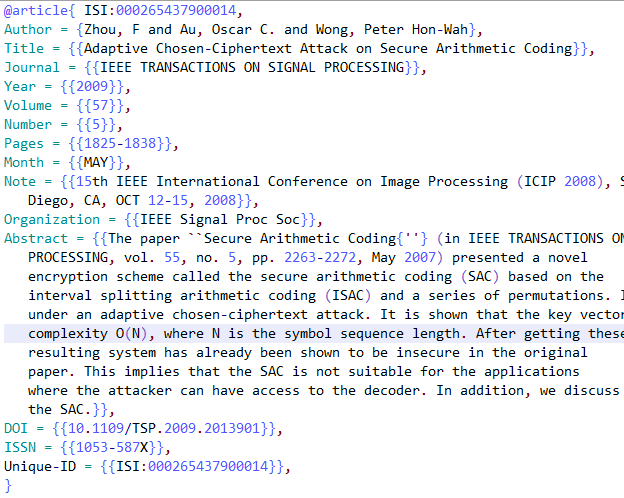 @article{ ISI:000265437900014,
Author = {Zhou, F and Au, Oscar C. and Wong, Peter Hon-Wah},
Title = {{Adaptive Chosen-Ciphertext Attack on Secure Arithmetic Coding}},
Journal = {{IEEE TRANSACTIONS ON SIGNAL PROCESSING}},
Year = {{2009}},
Volume = {{57}},
Number = {{5}},
Pages = {{1825-1838}},
Month = {{MAY}},
Note = {{15th IEEE International Conference on Image Processing (ICIP 2008), S
Diego, CA, OCT 12-15, 2008}},
Organization = {{IEEE Signal Proc Soc}},
Abstract = {{The paper ``Secure Arithmetic Coding{''} (in IEEE TRANSACTIONS ON
PROCESSING, vol. 55, no. 5, pp. 2263-2272, May 2007) presented a novel
encryption scheme called the secure arithmetic coding (SAC) based on the
interval splitting arithmetic coding (ISAC) and a series of permutations. I
under an adaptive chosen-ciphertext attack. It is shown that the key vector
complexity O(N), where N is the symbol sequence length. After getting these
resulting system has already been shown to be insecure in the original
paper. This implies that the SAC is not suitable for the applications
where the attacker can have access to the decoder. In addition, we discuss
the SAC.}},
DOI = {{10.1109/TSP.2009.2013901}},
ISSN = {{1053-587X}},
Unique-ID = {{ISI:000265437900014}},
}